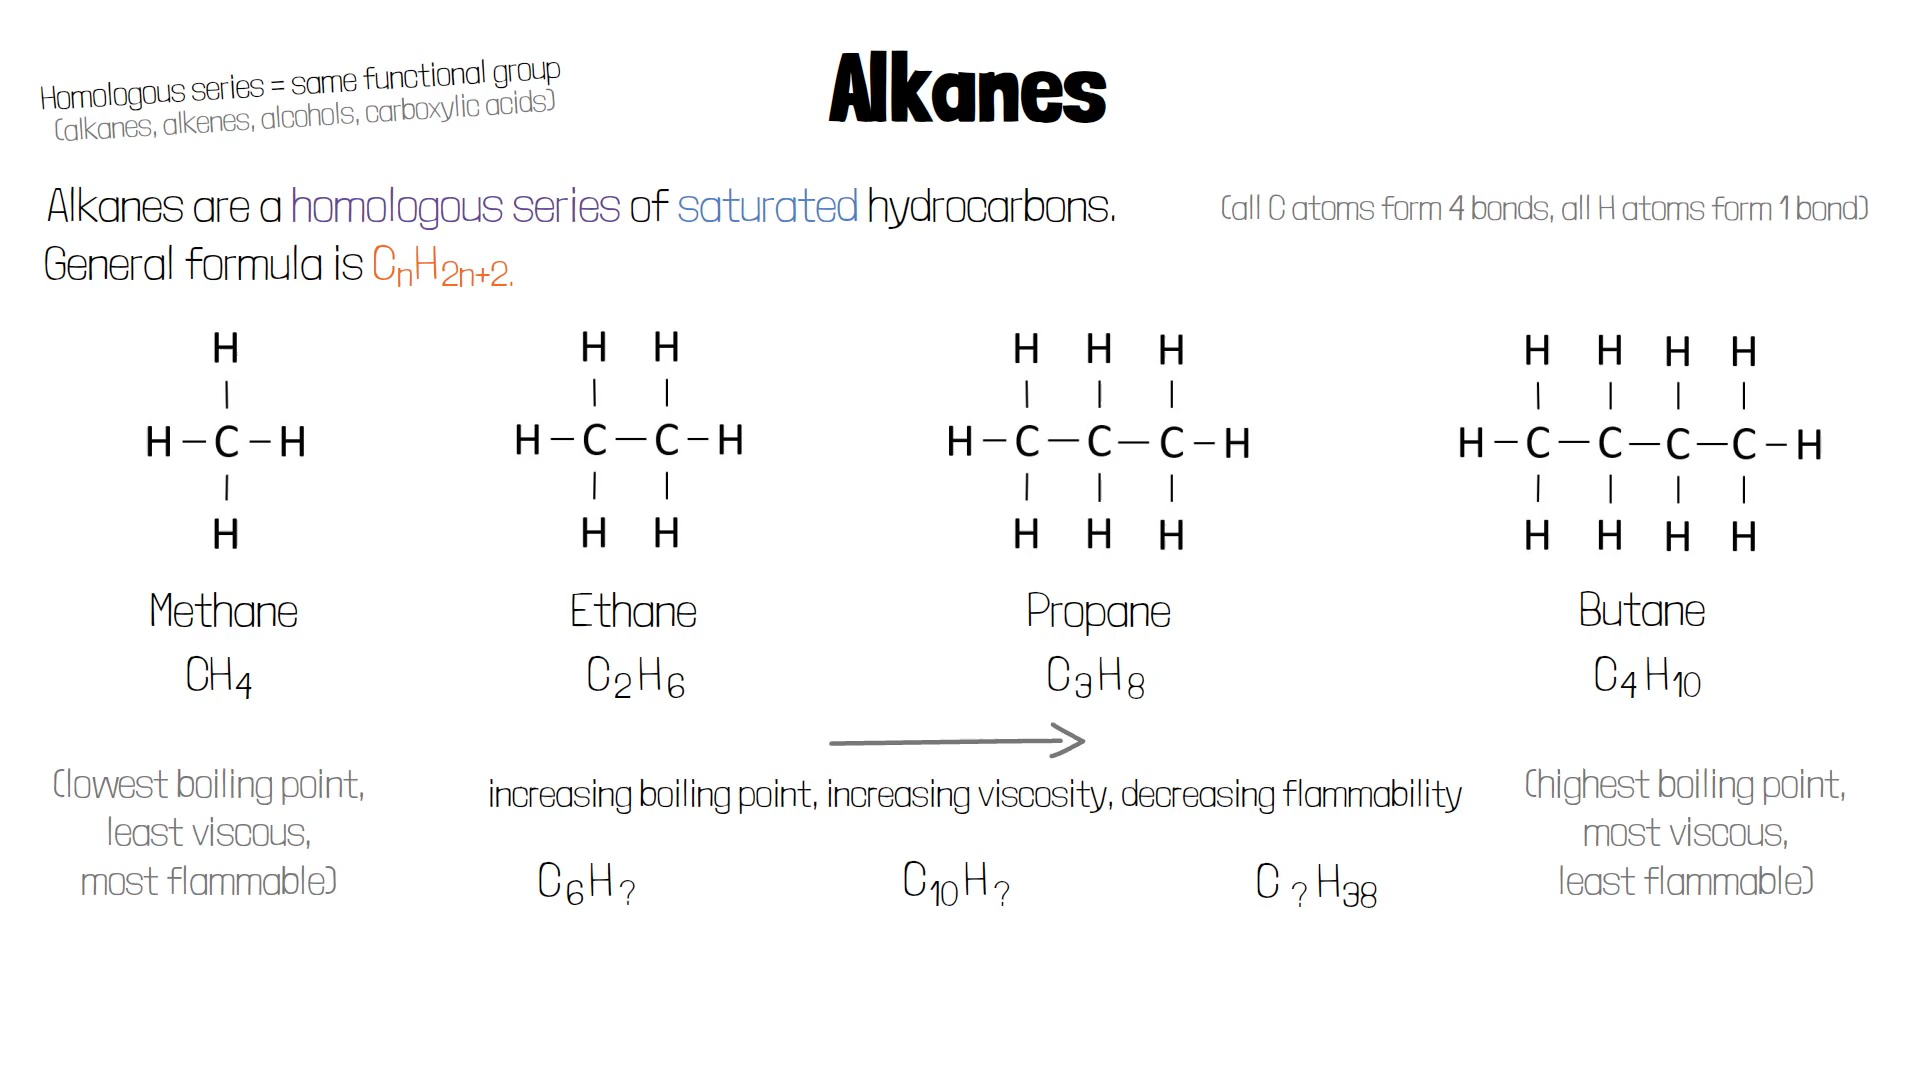 Alkanes
Homologous series = same functional group
(alkanes, alkenes, alcohols, carboxylic acids)
Alkanes are a homologous series of saturated hydrocarbons.
(all C atoms form 4 bonds, all H atoms form 1 bond)
General formula is CnH2n+2.
H
H H
H H H
H H H H
H–C–H
H–C–C–H
H–C–C–C–H
H–C–C–C–C–H
H
H H
H H H
H H H H
Methane
Ethane
Propane
Butane
CH4
C2H6
C3H8
C4H10
(lowest boiling point,
least viscous,
most flammable)
increasing boiling point, increasing viscosity, decreasing flammability
(highest boiling point,
most viscous,
least flammable)
C6H?
C10H?
C?H38